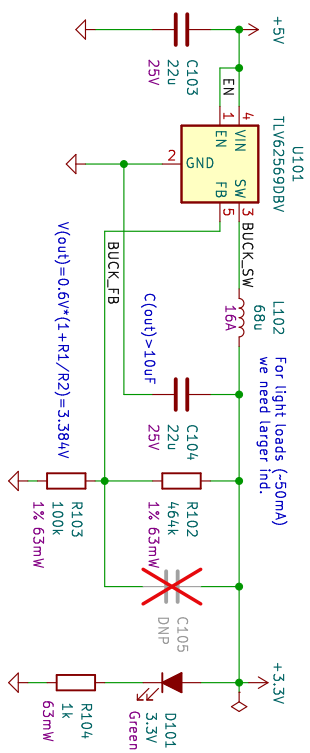 +5V
C103
22u
25V
EN
U101
TLV62569DBV
4
1
VIN
EN
2
GND
SW
FB
3
5
BUCK_SW
BUCK_FB
L102
68u
16A
For light loads (~50mA)
we need larger ind.
C(out)>10uF
C104
22u
25V
V(out)=0.6V*(1+R1/R2)=3.384V
R102
464k
1% 63mW
R103
100k
1% 63mW
C105
DNP
+3.3V
D101
3.3V
Green
R104
1k
63mW